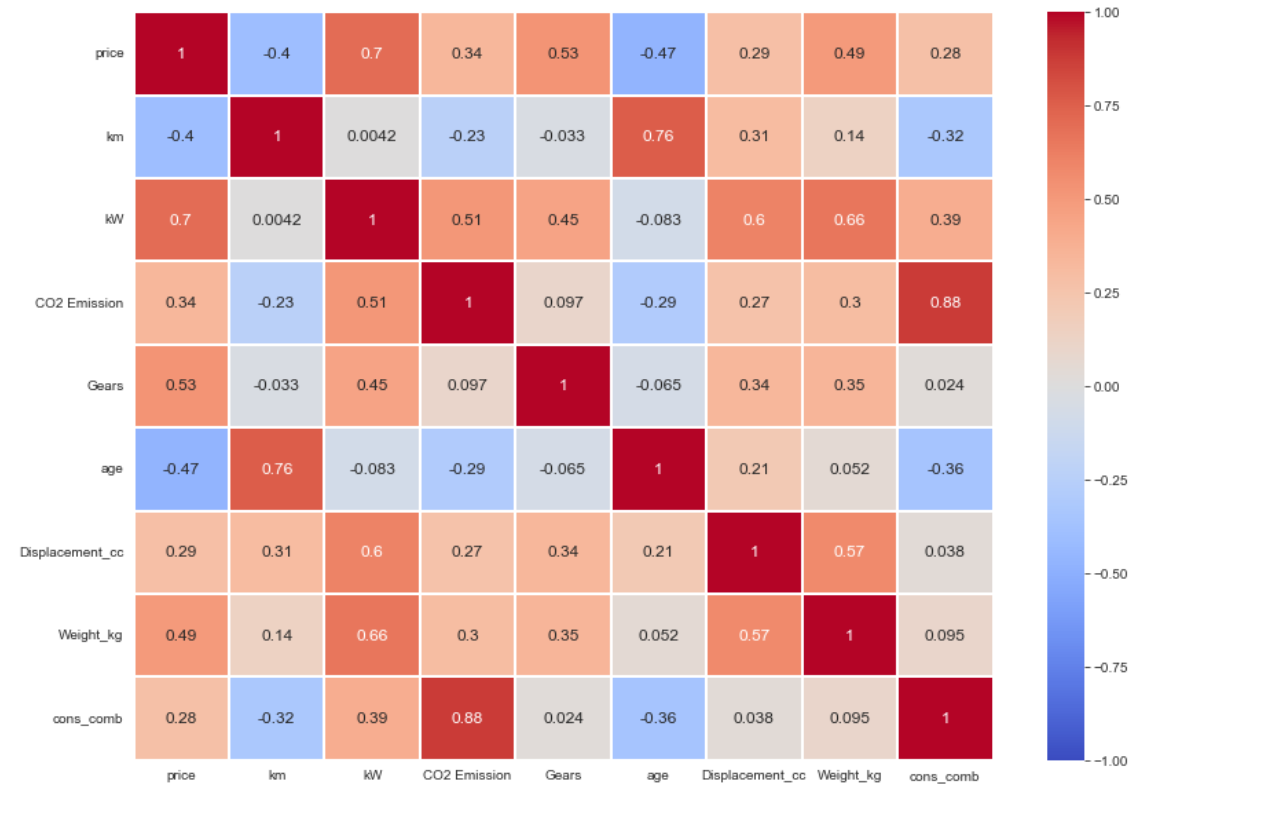 price 1 -0.4 0.7 0.34 0.53 -0.47 0.29 0.49 0.28
km -0.4 1 0.0042 -0.23 -0.033 0.76 0.31 0.14 -0.32
kW 0.7 0.0042 1 0.51 0.45 -0.083 0.6 0.66 0.39
CO2 Emission 0.34 -0.23 0.51 1 0.097 -0.29 0.27 0.3 0.88
Gears 0.53 -0.033 0.45 0.097 1 -0.065 0.34 0.35 0.024
age -0.47 0.76 -0.083 -0.29 -0.065 1 0.21 0.052 -0.36
Displacement_cc 0.29 0.31 0.6 0.27 0.34 0.21 1 0.57 0.038
Weight_kg 0.49 0.14 0.66 0.3 0.35 0.052 0.57 1 0.095
cons_comb 0.28 -0.32 0.39 0.88 0.024 -0.36 0.038 0.095 1
price km kW CO2 Emission Gears age Displacement_cc Weight_kg cons_comb
1.00
0.75
0.50
0.25
0.00
−0.25
−0.50
−0.75
−1.00